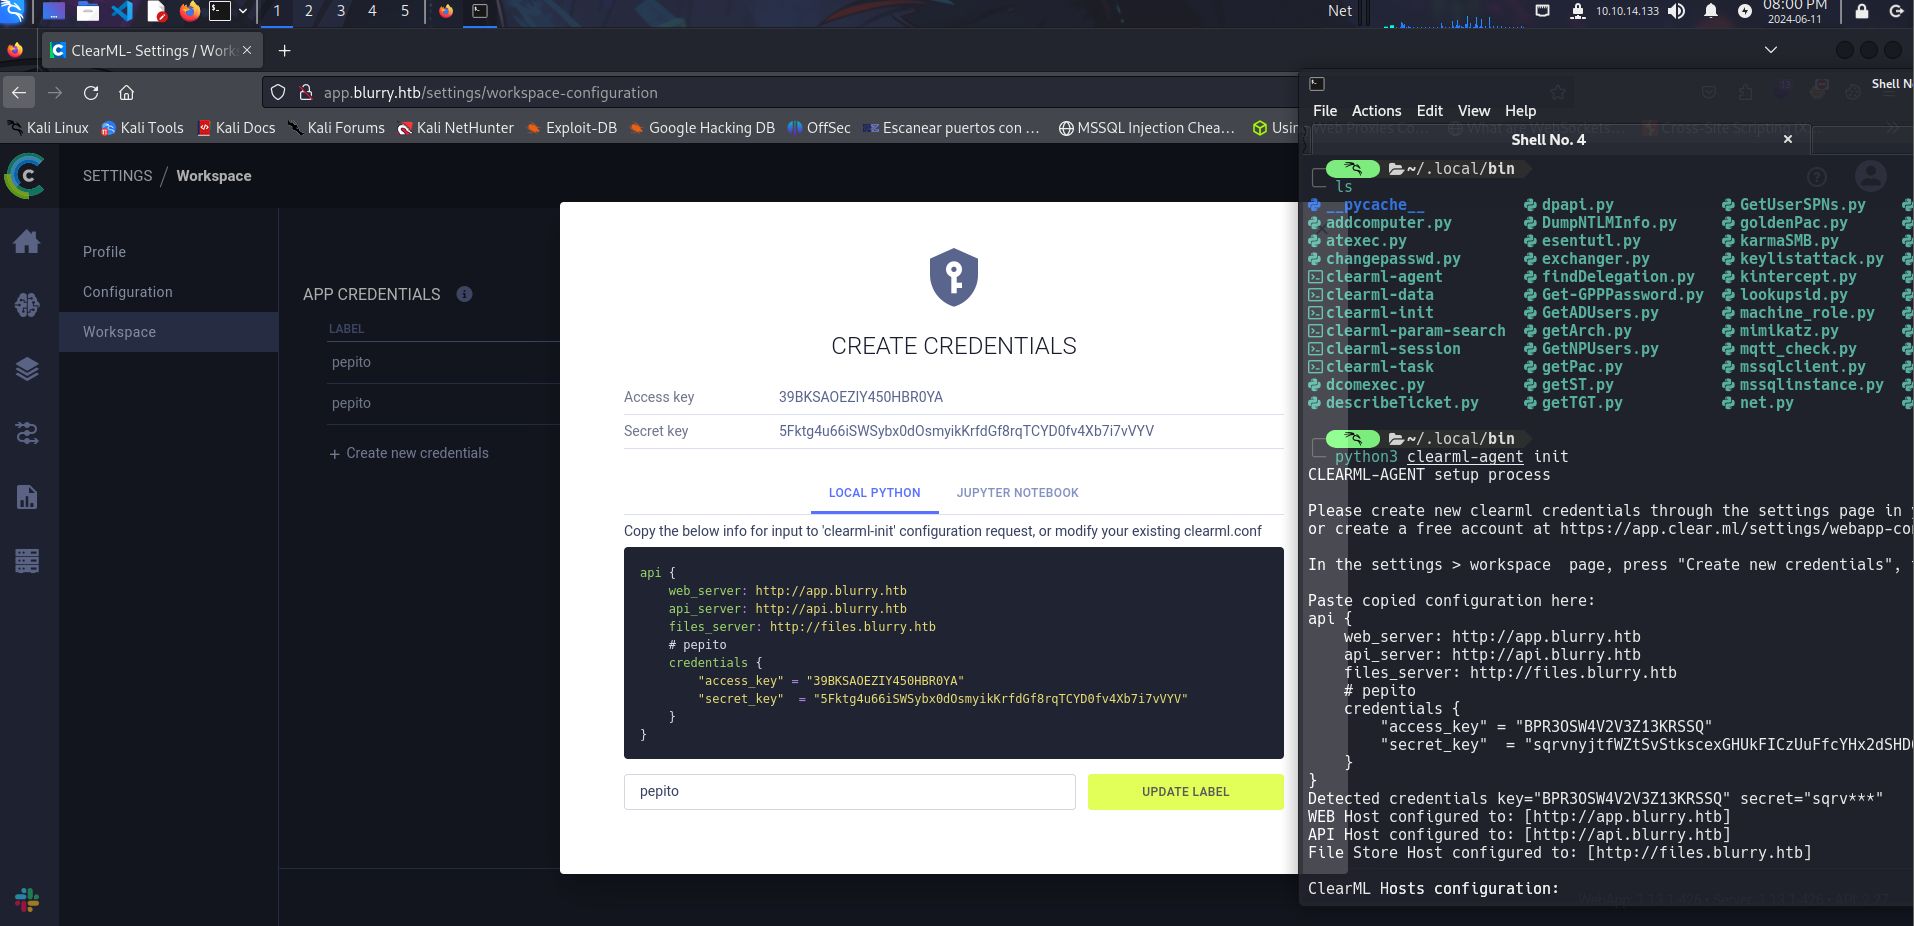 1 2 3 4 5
Net
10.10.14.133
08:00 PM
2024-06-11
ClearML- Settings / Work
app.blurry.htb/settings/workspace-configuration
Kali Linux Kali Tools Kali Docs Kali Forums Kali NetHunter Exploit-DB Google Hacking DB OffSec Escanear puertos con ... MSSQL Injection Chea... Usin
SETTINGS / Workspace
Profile
Configuration
Workspace
APP CREDENTIALS
LABEL
pepito
pepito
+ Create new credentials
CREATE CREDENTIALS
Access key 39BKSAOEZIY450HBR0YA
Secret key 5Fktg4u66iSWSybx0dOsmyikKrfdGf8rqTCYD0fv4Xb7i7vVYV
LOCAL PYTHON JUPYTER NOTEBOOK
Copy the below info for input to 'clearml-init' configuration request, or modify your existing clearml.conf
api {
web_server: http://app.blurry.htb
api_server: http://api.blurry.htb
files_server: http://files.blurry.htb
# pepito
credentials {
"access_key" = "39BKSAOEZIY450HBR0YA"
"secret_key" = "5Fktg4u66iSWSybx0dOsmyikKrfdGf8rqTCYD0fv4Xb7i7vVYV"
}
}
pepito
UPDATE LABEL
Shell N
File Actions Edit View Help
Shell No. 4
~/.local/bin
ls
__pycache__ dpapi.py GetUserSPNs.py
addcomputer.py DumpNTLMInfo.py goldenPac.py
atexec.py esentutl.py karmaSMB.py
changepasswd.py exchanger.py keylistattack.py
clearml-agent findDelegation.py kintercept.py
clearml-data Get-GPPPassword.py lookupsid.py
clearml-init GetADUsers.py machine_role.py
clearml-param-search getArch.py mimikatz.py
clearml-session GetNPUsers.py mqtt_check.py
clearml-task getPac.py mssqlclient.py
dcomexec.py getST.py mssqlinstance.py
describeTicket.py getTGT.py net.py
~/.local/bin
python3 clearml-agent init
CLEARML-AGENT setup process
Please create new clearml credentials through the settings page in
or create a free account at https://app.clear.ml/settings/webapp-co
In the settings > workspace page, press "Create new credentials",
Paste copied configuration here:
api {
web_server: http://app.blurry.htb
api_server: http://api.blurry.htb
files_server: http://files.blurry.htb
# pepito
credentials {
"access_key" = "BPR3OSW4V2V3Z13KRSSQ"
"secret_key" = "sqrvnyjtfWZtSvStkscexGHUkFICzUuFfcYHx2dSHD
}
}
Detected credentials key="BPR3OSW4V2V3Z13KRSSQ" secret="sqrv***"
WEB Host configured to: [http://app.blurry.htb]
API Host configured to: [http://api.blurry.htb]
File Store Host configured to: [http://files.blurry.htb]
ClearML Hosts configuration: